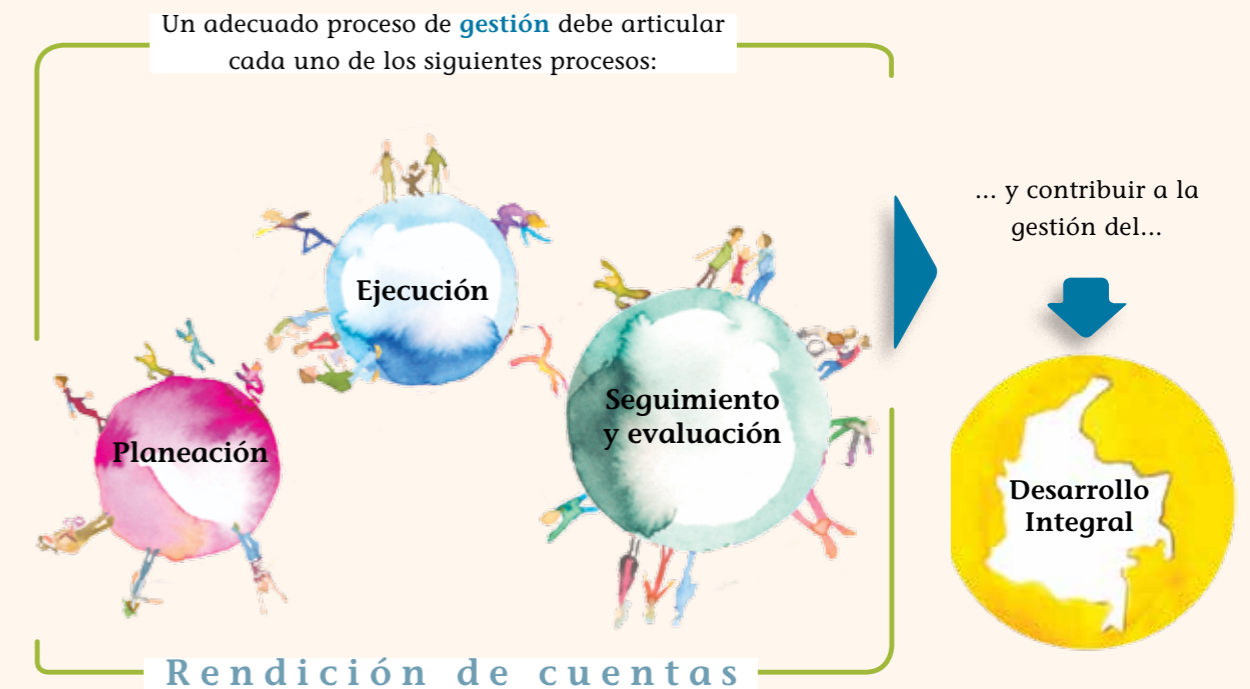 Un adecuado proceso de gestión debe articular
cada uno de los siguientes procesos:
Ejecución
Planeación
Seguimiento
y evaluación
... y contribuir a la
gestión del...
Desarrollo
Integral
Rendición de cuentas